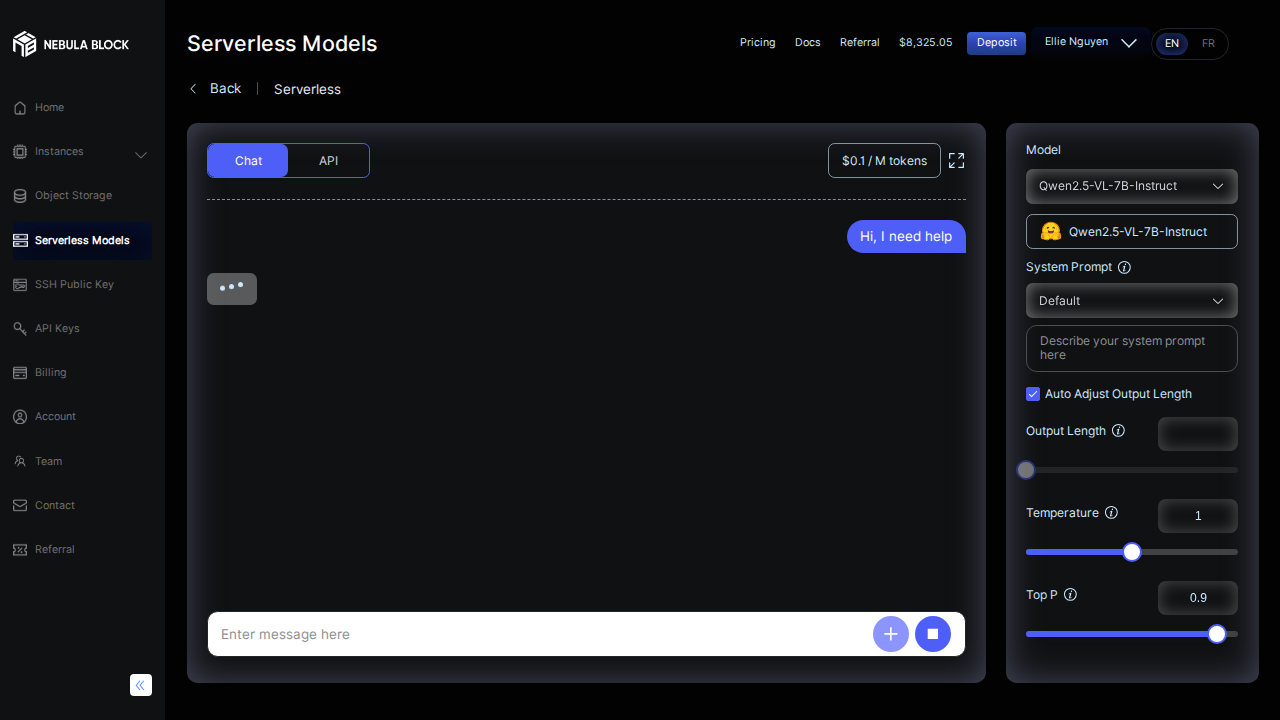 NEBULA BLOCK
Home
Instances
Object Storage
Serverless Models
SSH Public Key
API Keys
Billing
Account
Team
Contact
Referral
Serverless Models
Pricing
Docs
Referral
$8,325.05
Deposit
Ellie Nguyen
EN
FR
Back
Serverless
Chat
API
$0.1 / M tokens
Hi, I need help
Enter message here
Model
Qwen2.5-VL-7B-Instruct
Qwen2.5-VL-7B-Instruct
System Prompt
Default
Describe your system prompt
here
Auto Adjust Output Length
Output Length
Temperature
1
Top P
0.9